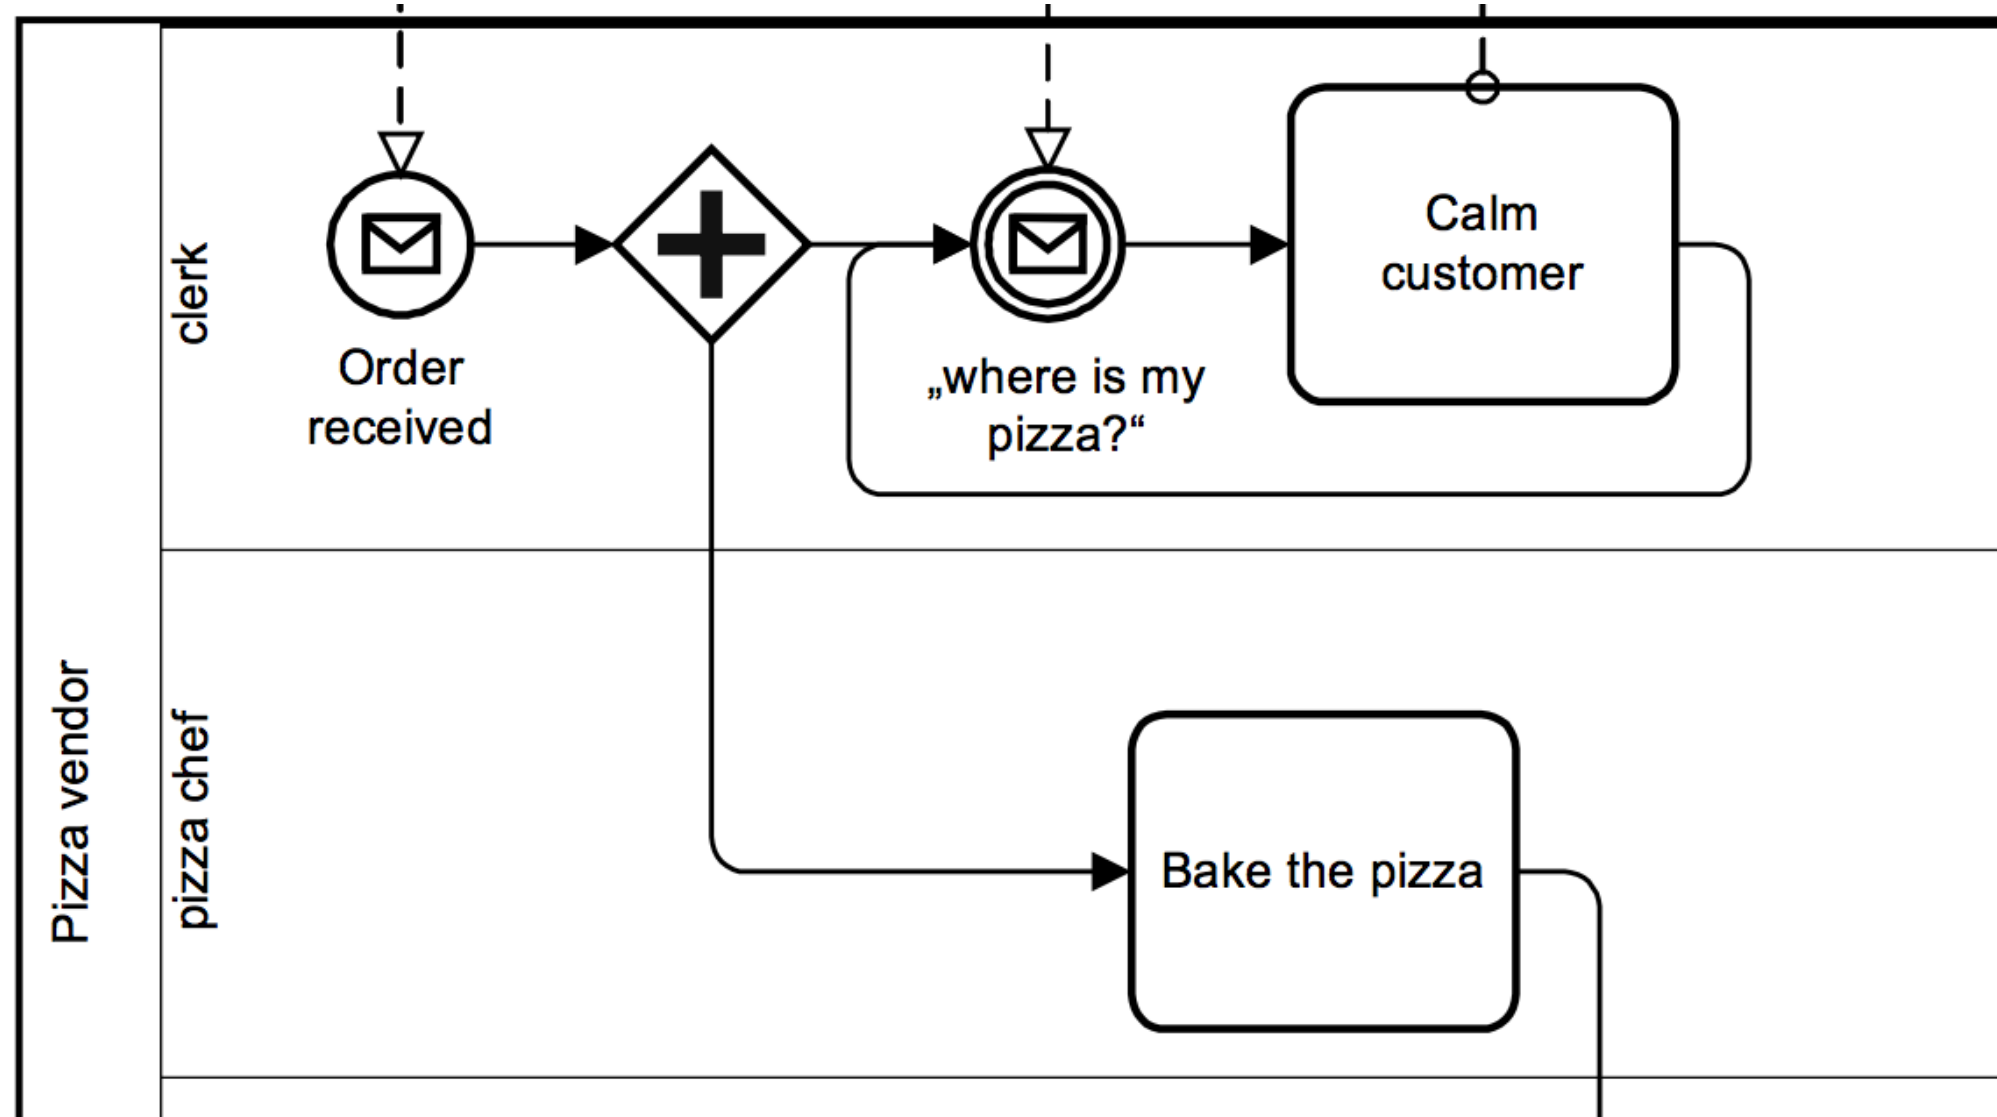 Pizza vendor
clerk
Order
received
„where is my
pizza?“
Calm
customer
pizza chef
Bake the pizza